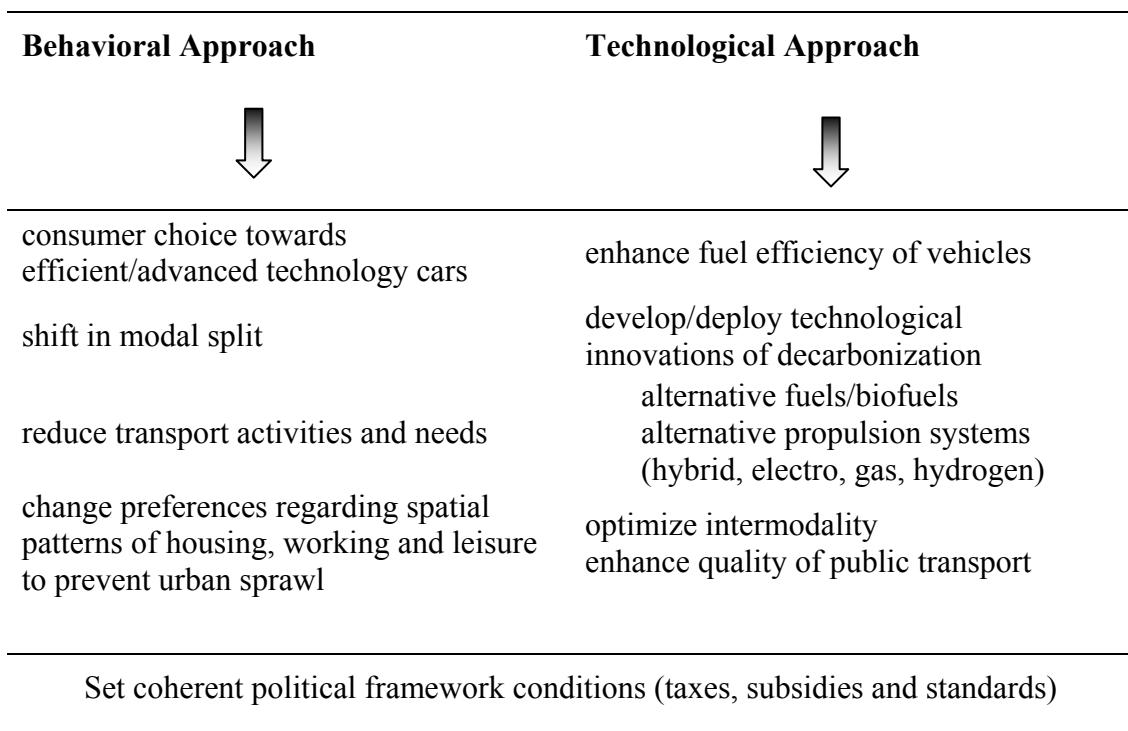 Behavioral Approach
Technological Approach
consumer choice towards
efficient/advanced technology cars
shift in modal split
reduce transport activities and needs
change preferences regarding spatial
patterns of housing, working and leisure
to prevent urban sprawl
enhance fuel efficiency of vehicles
develop/deploy technological
innovations of decarbonization
alternative fuels/biofuels
alternative propulsion systems
(hybrid, electro, gas, hydrogen)
optimize intermodality
enhance quality of public transport
Set coherent political framework conditions (taxes, subsidies and standards)